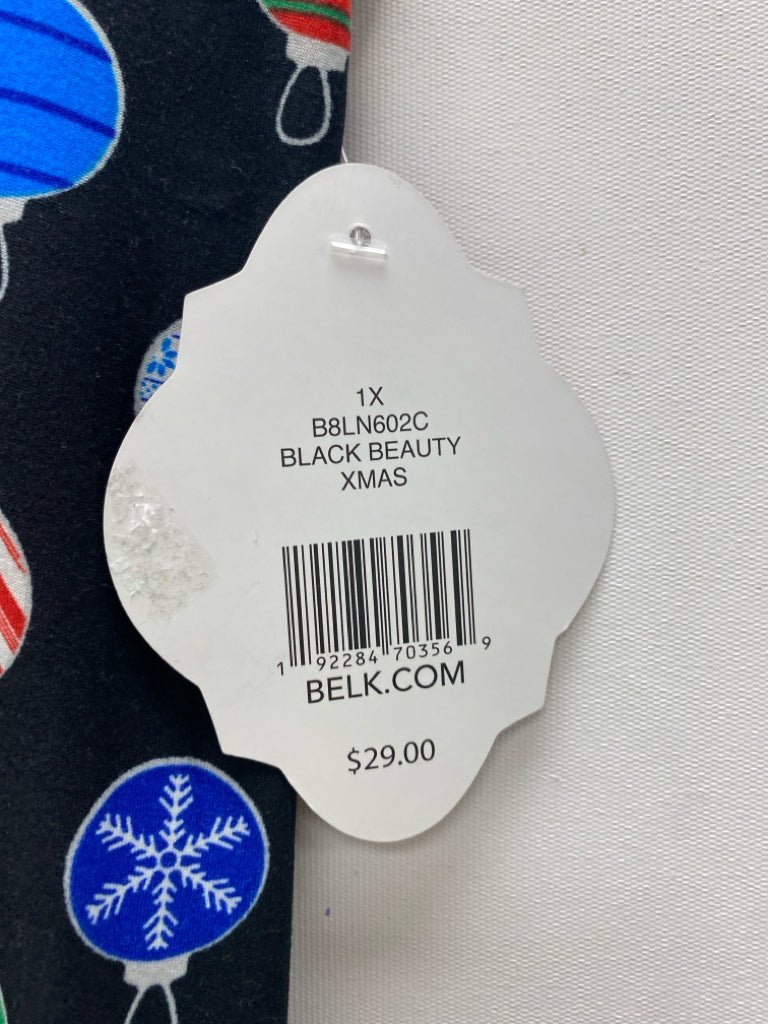 1X
B8LN602C
BLACK BEAUTY
XMAS
1 92284 70356 9
BELK.COM
$29.00